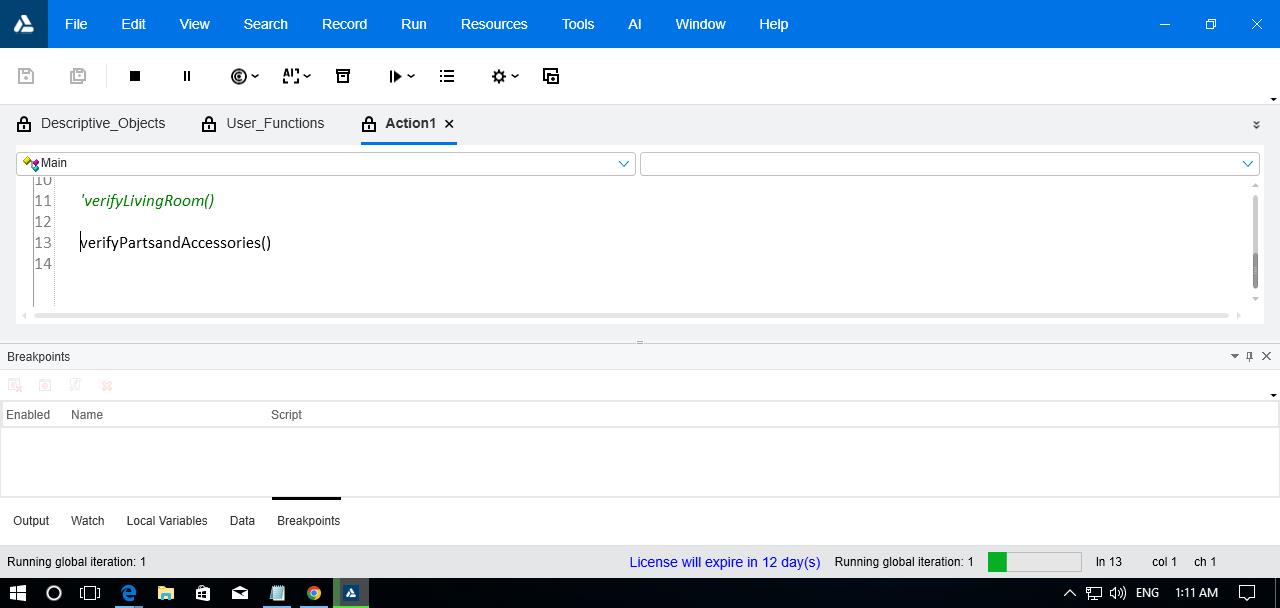 File Edit View Search Record Run Resources Tools AI Window Help
AI
Descriptive_Objects User_Functions Action1
Main
10
11 'verifyLivingRoom()
12
13 verifyPartsandAccessories()
14
Breakpoints
Enabled Name Script
Output Watch Local Variables Data Breakpoints
Running global iteration: 1 License will expire in 12 day(s) Running global iteration: 1 ln 13 col 1 ch 1
ENG 1:11 AM